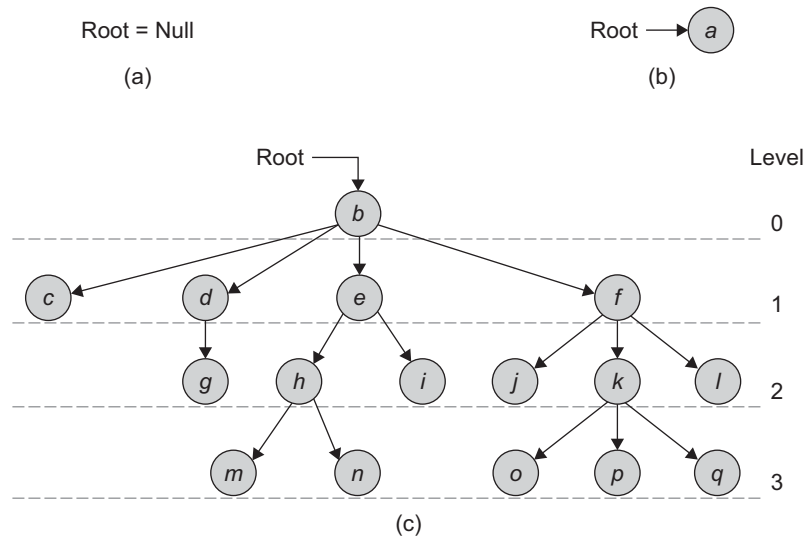 Root = Null
Root a
(a)
(b)
Root
Level
b
0
c d e f
1
g h i j k l
2
m n o p q
3
(c)